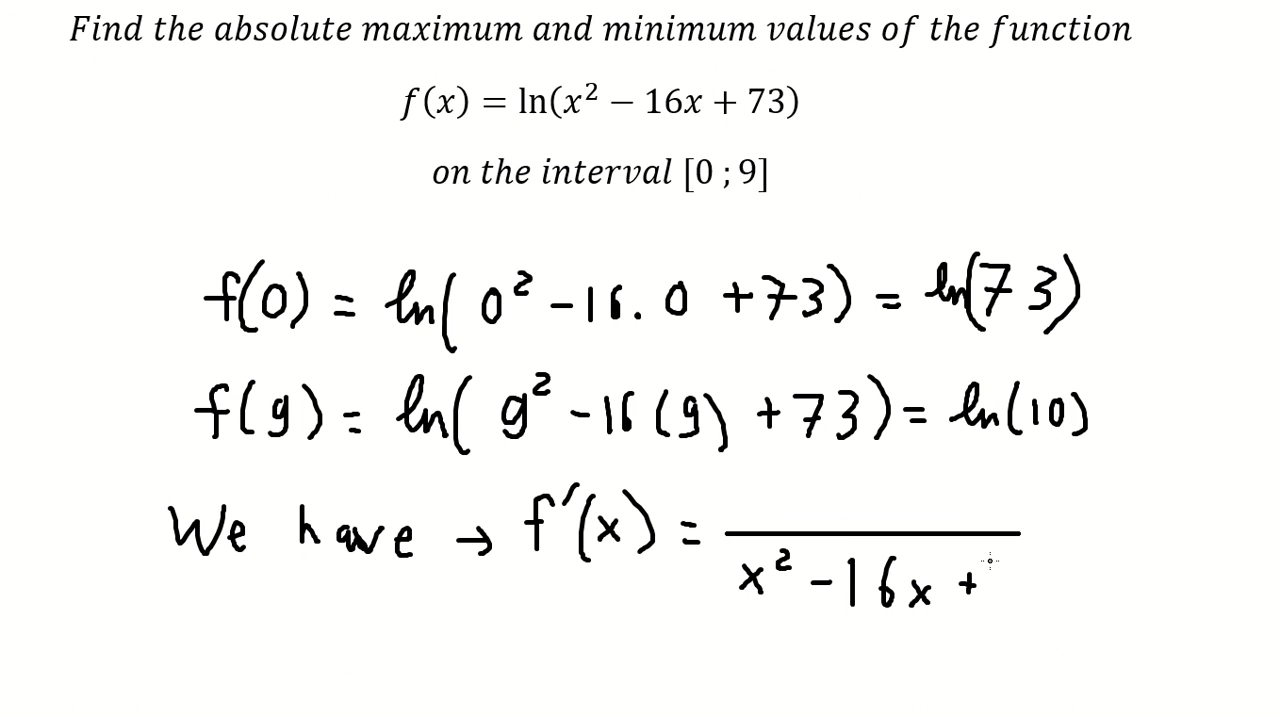 Find the absolute maximum and minimum values of the function
f(x) = ln(x² − 16x + 73)
on the interval [0 ; 9]
f(0) = ln( 0² -16. 0 +73) = ln(73)
f(9) = ln( 9² -16(9) +73) = ln(10)
We have → f'(x) = ―――
x² -16x +